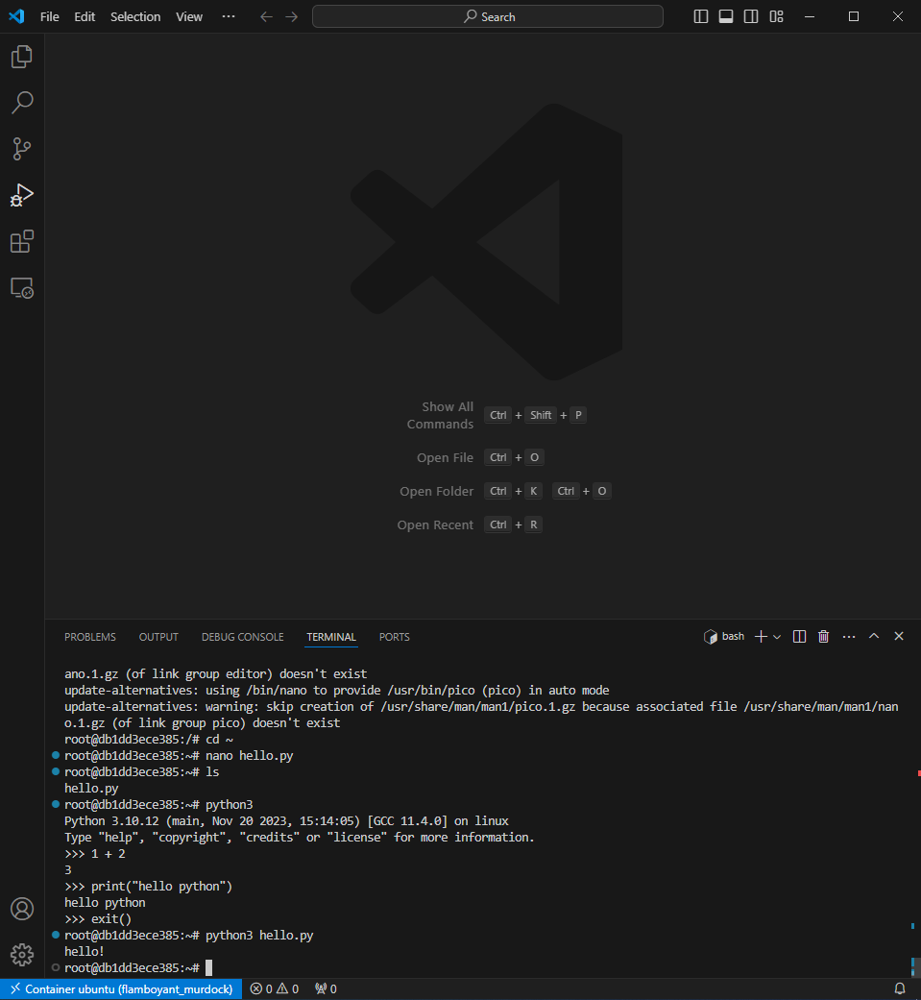 File Edit Selection View ··· Search
Show All
Commands Ctrl + Shift + P
Open File Ctrl + O
Open Folder Ctrl + K Ctrl + O
Open Recent Ctrl + R
PROBLEMS OUTPUT DEBUG CONSOLE TERMINAL PORTS bash
ano.1.gz (of link group editor) doesn't exist
update-alternatives: using /bin/nano to provide /usr/bin/pico (pico) in auto mode
update-alternatives: warning: skip creation of /usr/share/man/man1/pico.1.gz because associated file /usr/share/man/man1/nan
o.1.gz (of link group pico) doesn't exist
root@db1dd3ece385:/# cd ~
root@db1dd3ece385:~# nano hello.py
root@db1dd3ece385:~# ls
hello.py
root@db1dd3ece385:~# python3
Python 3.10.12 (main, Nov 20 2023, 15:14:05) [GCC 11.4.0] on linux
Type "help", "copyright", "credits" or "license" for more information.
>>> 1 + 2
3
>>> print("hello python")
hello python
>>> exit()
root@db1dd3ece385:~# python3 hello.py
hello!
root@db1dd3ece385:~#
Container ubuntu (flamboyant_murdock) 0 0 0